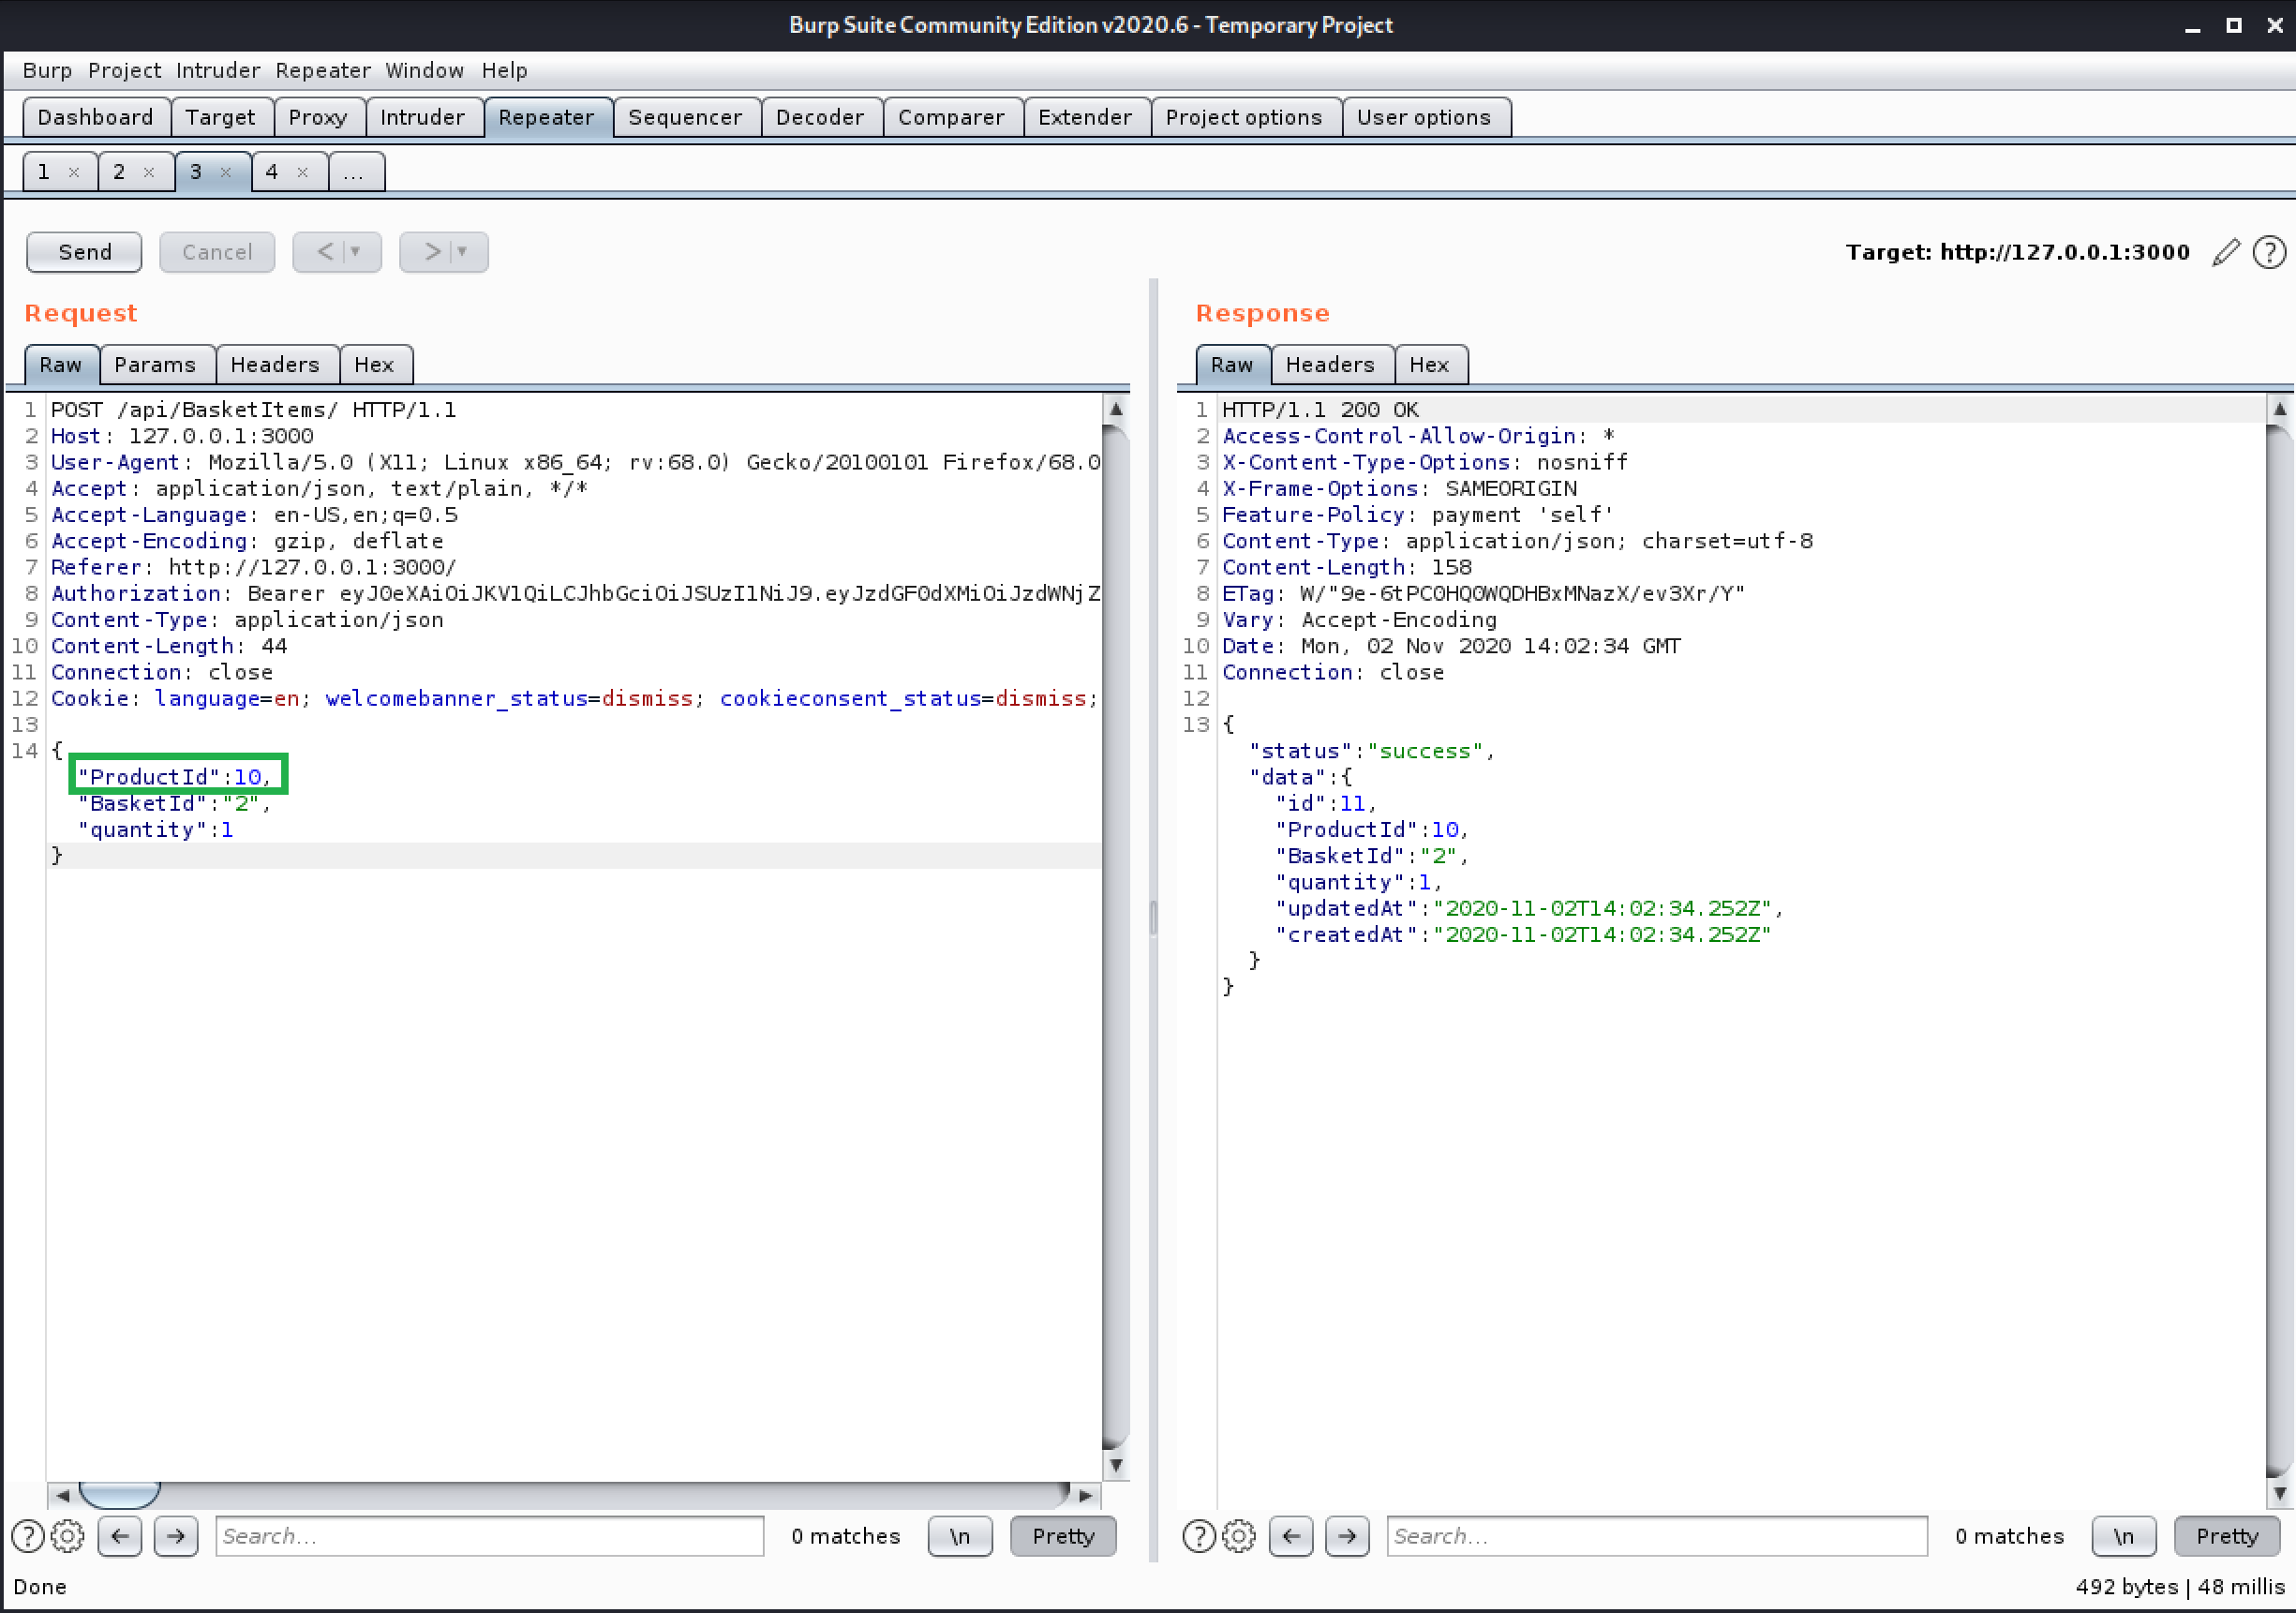 Burp Suite Community Edition v2020.6 - Temporary Project
Burp Project Intruder Repeater Window Help
Dashboard Target Proxy Intruder Repeater Sequencer Decoder Comparer Extender Project options User options
1 × 2 × 3 × 4 × ...
Send Cancel < > Target: http://127.0.0.1:3000 ?
Request
Raw Params Headers Hex
1 POST /api/BasketItems/ HTTP/1.1
2 Host: 127.0.0.1:3000
3 User-Agent: Mozilla/5.0 (X11; Linux x86_64; rv:68.0) Gecko/20100101 Firefox/68.0
4 Accept: application/json, text/plain, */*
5 Accept-Language: en-US,en;q=0.5
6 Accept-Encoding: gzip, deflate
7 Referer: http://127.0.0.1:3000/
8 Authorization: Bearer eyJ0eXAiOiJKV1QiLCJhbGciOiJSUzI1NiJ9.eyJzdGF0dXMiOiJzdWNjZ
9 Content-Type: application/json
10 Content-Length: 44
11 Connection: close
12 Cookie: language=en; welcomebanner_status=dismiss; cookieconsent_status=dismiss;
13
14 {
"ProductId":10,
"BasketId":"2",
"quantity":1
}
? Search... 0 matches \n Pretty
Response
Raw Headers Hex
1 HTTP/1.1 200 OK
2 Access-Control-Allow-Origin: *
3 X-Content-Type-Options: nosniff
4 X-Frame-Options: SAMEORIGIN
5 Feature-Policy: payment 'self'
6 Content-Type: application/json; charset=utf-8
7 Content-Length: 158
8 ETag: W/"9e-6tPC0HQ0WQDHBxMNazX/ev3Xr/Y"
9 Vary: Accept-Encoding
10 Date: Mon, 02 Nov 2020 14:02:34 GMT
11 Connection: close
12
13 {
"status":"success",
"data":{
"id":11,
"ProductId":10,
"BasketId":"2",
"quantity":1,
"updatedAt":"2020-11-02T14:02:34.252Z",
"createdAt":"2020-11-02T14:02:34.252Z"
}
}
? Search... 0 matches \n Pretty
Done 492 bytes | 48 millis